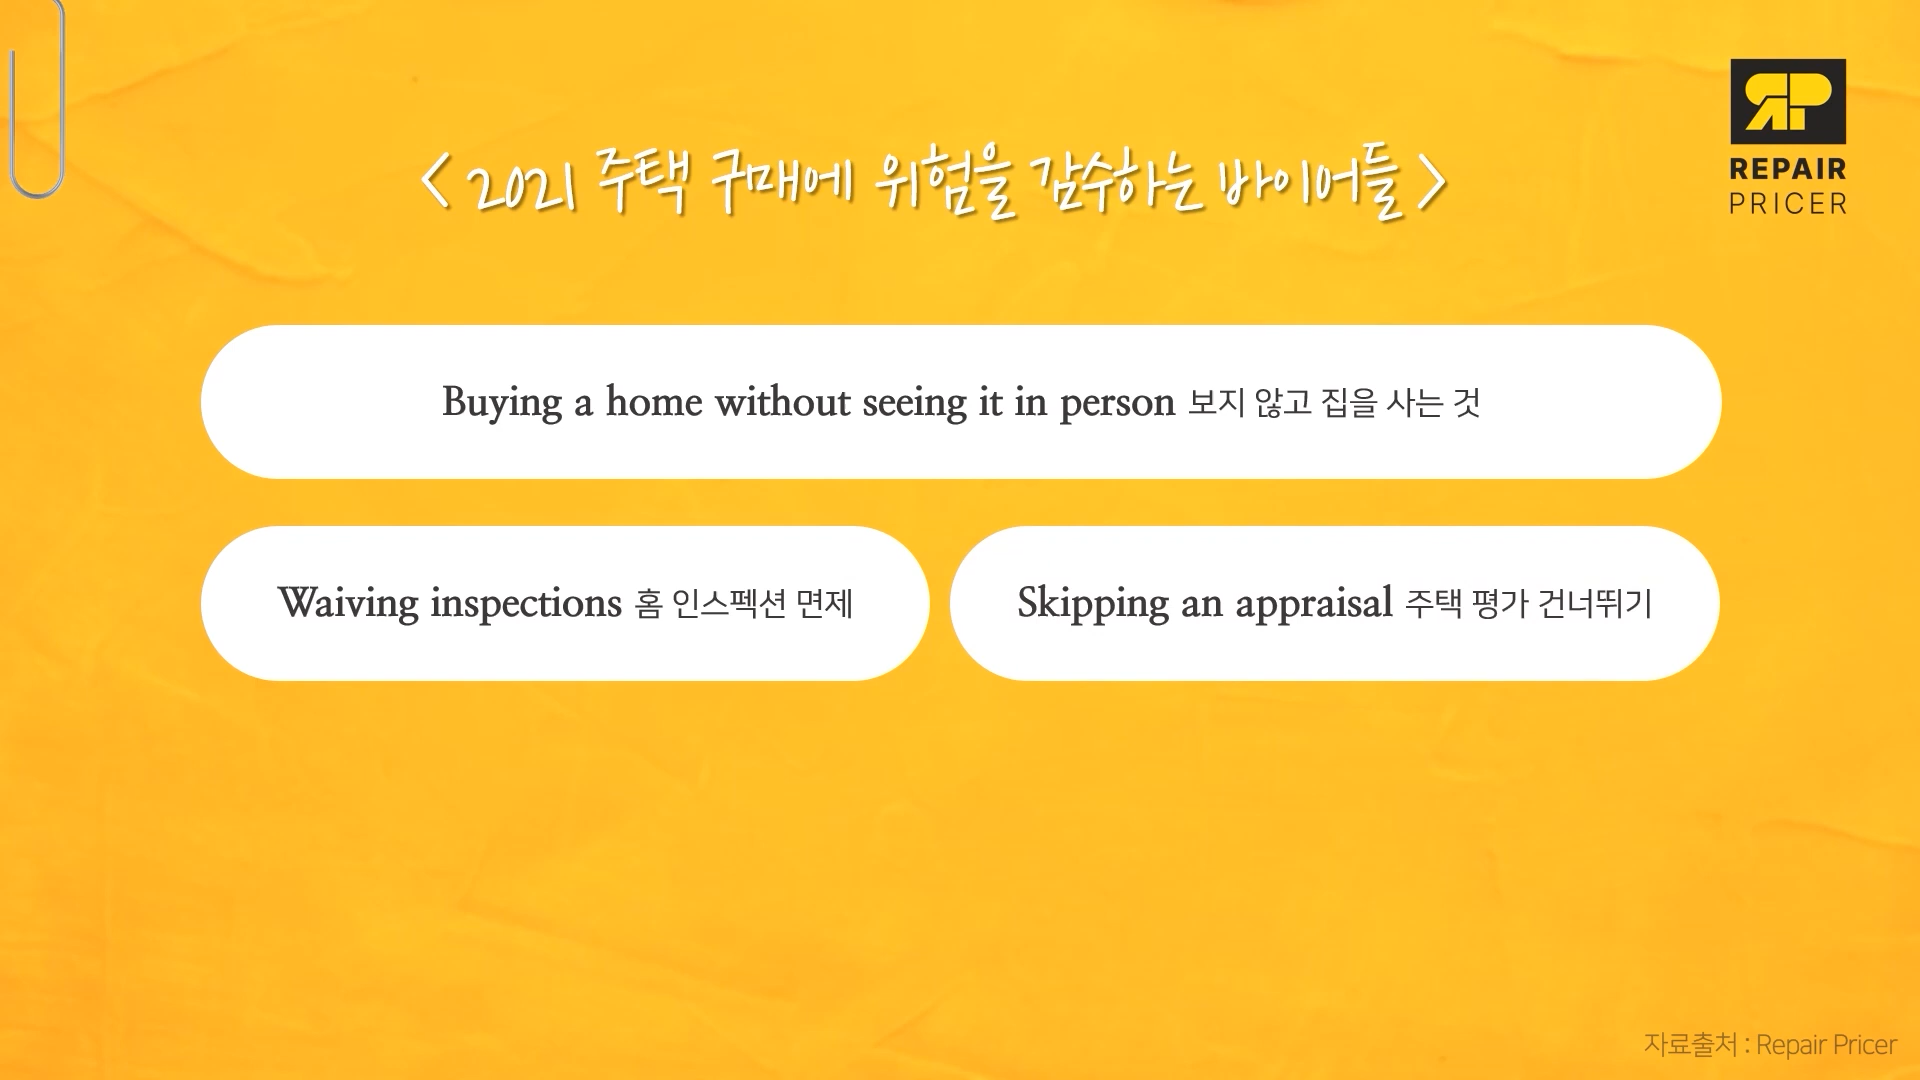 < 2021 주택 구매에 위험을 감수하는 바이어들 >
REPAIR
PRICER
Buying a home without seeing it in person 보지 않고 집을 사는 것
Waiving inspections 홈 인스펙션 면제
Skipping an appraisal 주택 평가 건너뛰기
자료출처 : Repair Pricer